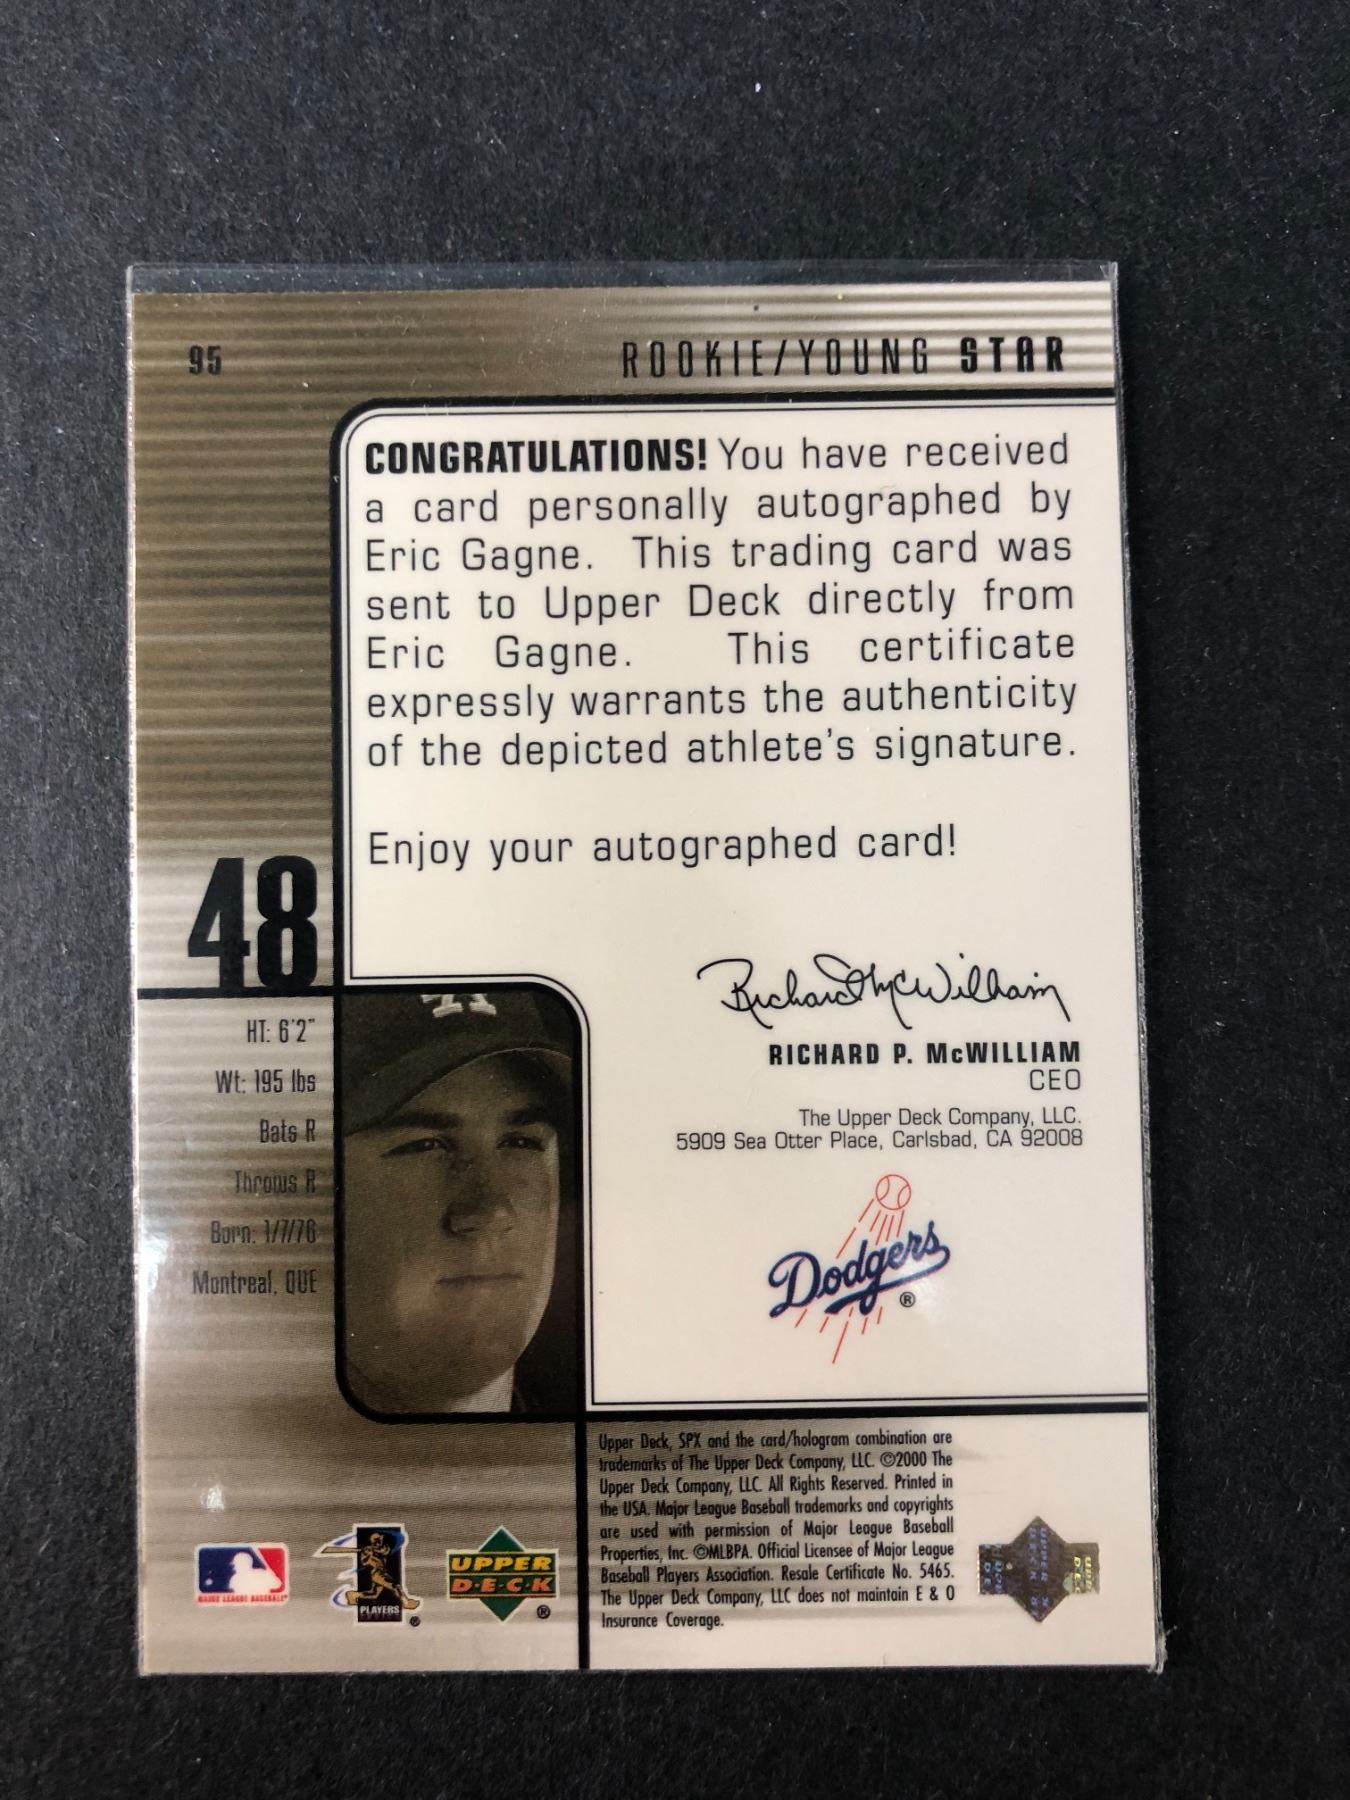 95
ROOKIE/YOUNG STAR
CONGRATULATIONS! You have received
a card personally autographed by
Eric Gagne. This trading card was
sent to Upper Deck directly from
Eric Gagne. This certificate
expressly warrants the authenticity
of the depicted athlete's signature.
Enjoy your autographed card!
48
HT: 6'2"
Wt: 195 lbs
Bats R
Throws R
Born: 1/7/76
Montreal, QUE
Richard McWilliam
RICHARD P. McWILLIAM
CEO
The Upper Deck Company, LLC.
5909 Sea Otter Place, Carlsbad, CA 92008
Dodgers ®
Upper Deck, SPX and the card/hologram combination are
trademarks of The Upper Deck Company, LLC. ©2000 The
Upper Deck Company, LLC. All Rights Reserved. Printed in
the USA. Major League Baseball trademarks and copyrights
are used with permission of Major League Baseball
Properties, Inc. ©MLBPA. Official Licensee of Major League
Baseball Players Association. Resale Certificate No. 5465.
The Upper Deck Company, LLC does not maintain E & O
Insurance Coverage.
MAJOR LEAGUE BASEBALL
PLAYERS
®
UPPER
D·E·C·K
®